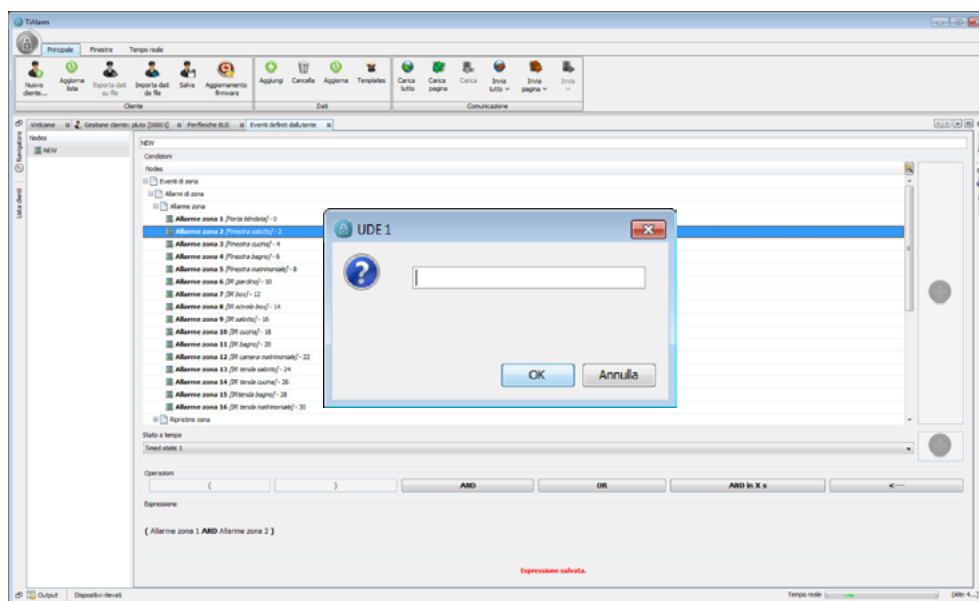 TiAlarm
Principale Finestre Tempo reale
Nuovo cliente... Aggiorna lista Esporta dati su file Importa dati da file Salva Aggiornamento firmware Aggiungi Cancella Aggiorna Templates Carica tutto Carica pagina Carica Invia tutto Invia pagina Invia
Cliente Dati Comunicazione
Welcome Gestione cliente: pluto [00001] Periferiche BUS Eventi definiti dall'utente
Navigatore
Lista clienti
Nodes
NEW
NEW
Condizioni
Nodes
Eventi di zona
Allarmi di zona
Allarme zona
Allarme zona 1 [Porta blindata] - 0
Allarme zona 2 [Finestra salotto] - 2
Allarme zona 3 [Finestra cucina] - 4
Allarme zona 4 [Finestra bagno] - 6
Allarme zona 5 [Finestra matrimoniale] - 8
Allarme zona 6 [IR giardino] - 10
Allarme zona 7 [IR box] - 12
Allarme zona 8 [IR scivolo box] - 14
Allarme zona 9 [IR salotto] - 16
Allarme zona 10 [IR cucina] - 18
Allarme zona 11 [IR bagno] - 20
Allarme zona 12 [IR camera matrimoniale] - 22
Allarme zona 13 [IR tenda salotto] - 24
Allarme zona 14 [IR tenda cucina] - 26
Allarme zona 15 [IRtenda bagno] - 28
Allarme zona 16 [IR tenda matrimoniale] - 30
Ripristino zona
UDE 1
OK Annulla
Stato a tempo
Timed state 1
Operazioni
( ) AND OR AND in X s <---
Espressione
( Allarme zona 1 AND Allarme zona 2 )
Espressione salvata.
Output Dispositivi rilevati Tempo reale (Altri 4...